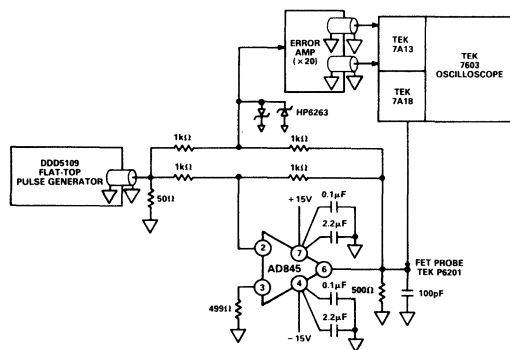 ERROR
AMP
(×20)
TEK
7A13
TEK
7603
OSCILLOSCOPE
TEK
7A18
HP6263
1kΩ
1kΩ
DDD5109
FLAT-TOP
PULSE GENERATOR
1kΩ
1kΩ
50Ω
+15V
0.1µF
2.2µF
2
7
AD845
6
3
4
FET PROBE
TEK P6201
499Ω
0.1µF
500Ω
100pF
2.2µF
−15V